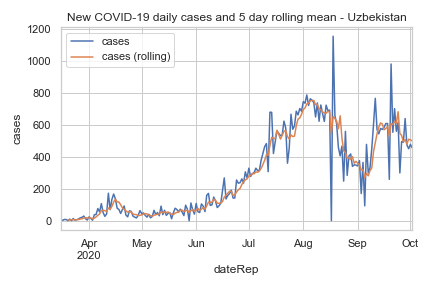 New COVID-19 daily cases and 5 day rolling mean - Uzbekistan
1200
1000
800
600
400
200
0
cases
cases
cases (rolling)
Apr
2020
May
Jun
Jul
Aug
Sep
Oct
dateRep